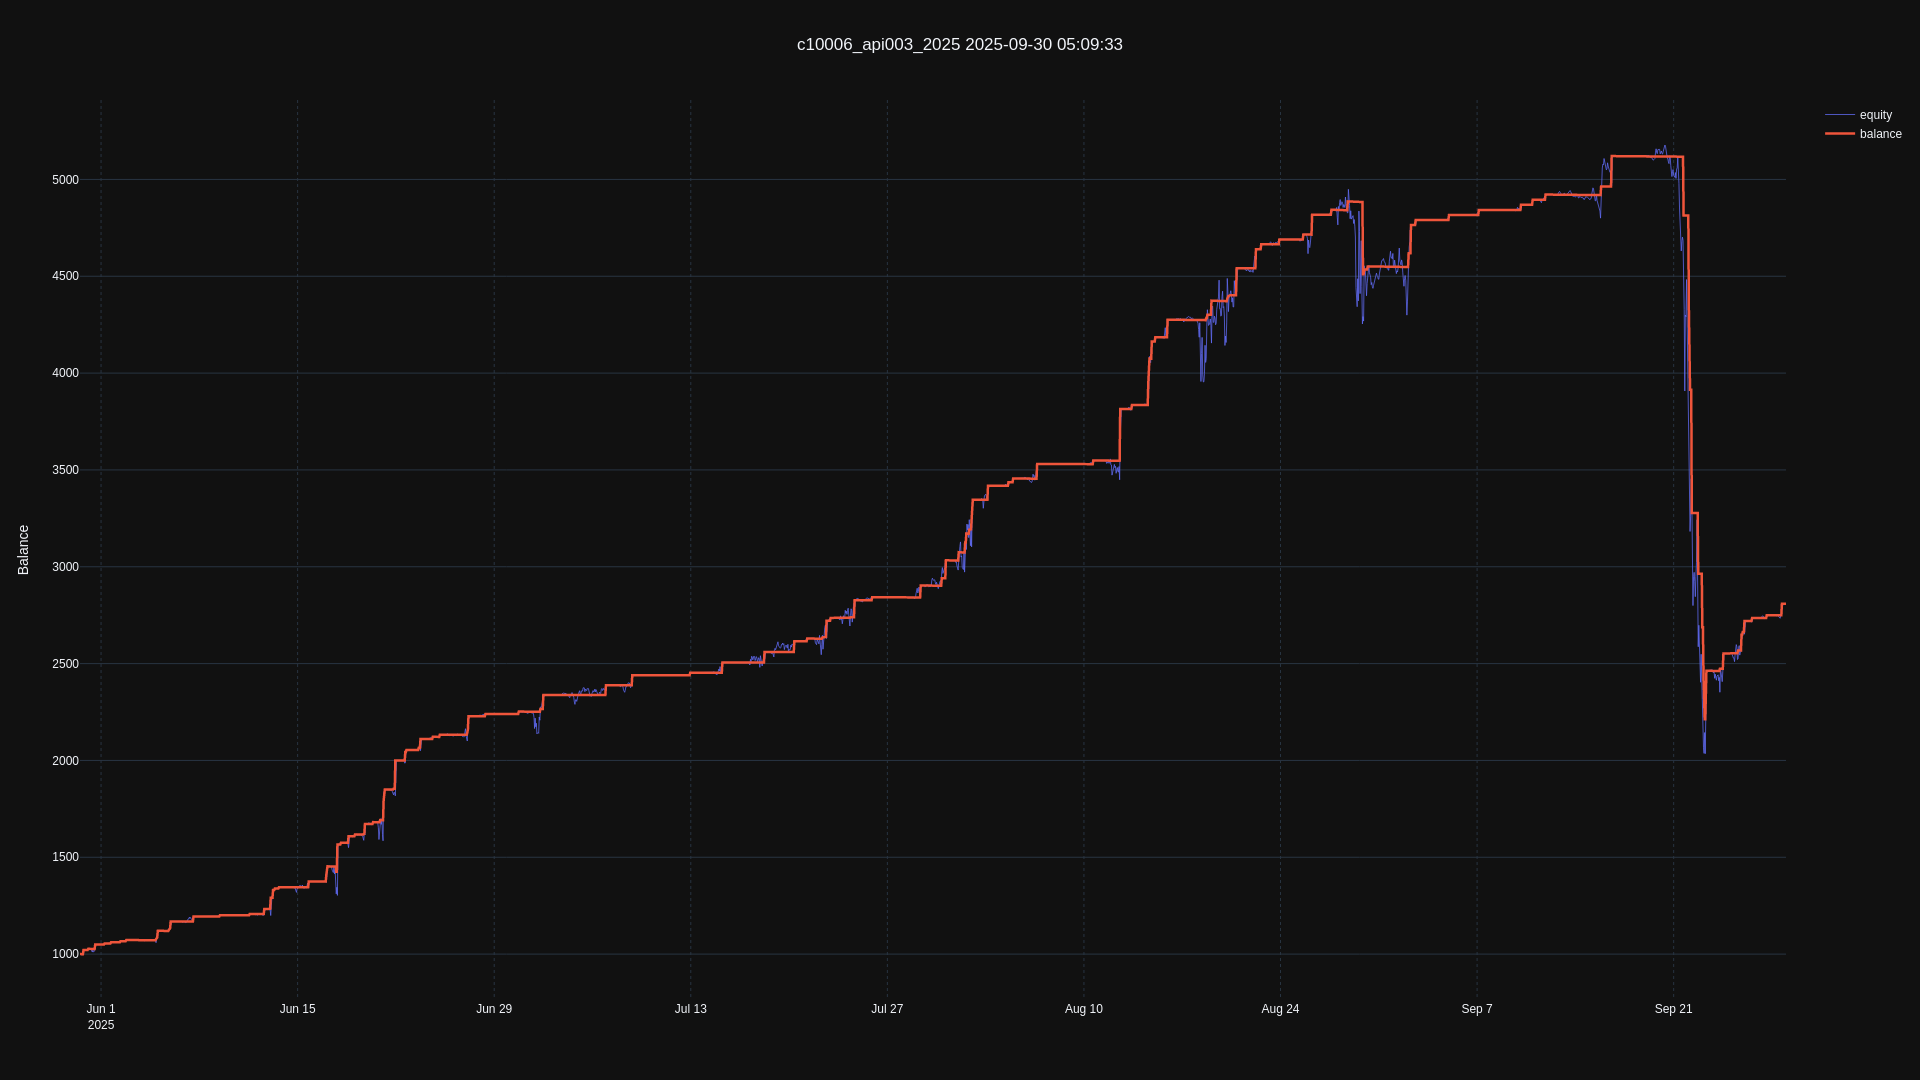 c10006_api003_2025 2025-09-30 05:09:33
equity
balance
Balance
5000
4500
4000
3500
3000
2500
2000
1500
1000
Jun 1
2025
Jun 15
Jun 29
Jul 13
Jul 27
Aug 10
Aug 24
Sep 7
Sep 21